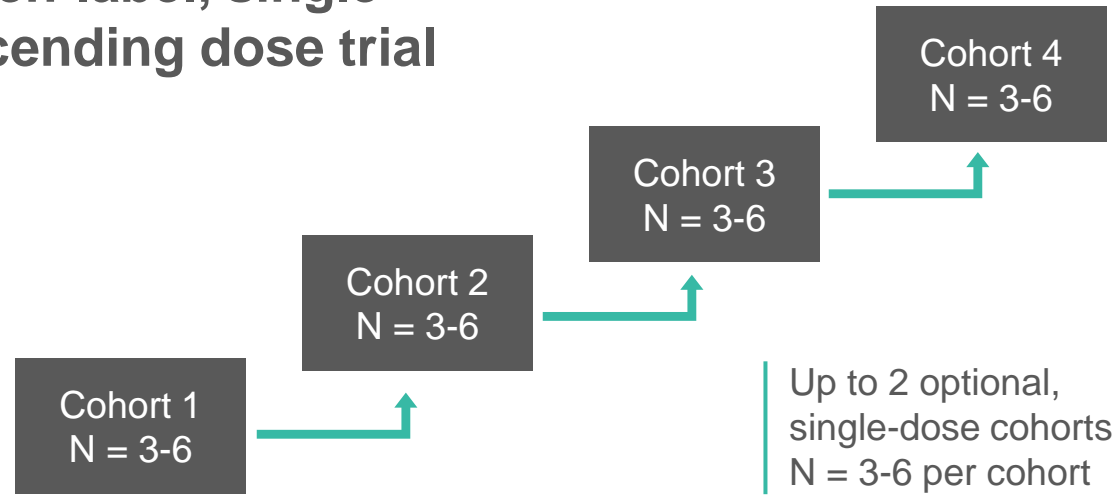 cending dose trial
Cohort 4
N = 3-6
Cohort 3
N = 3-6
Cohort 2
N = 3-6
Cohort 1
N = 3-6
Up to 2 optional,
single-dose cohorts
N = 3-6 per cohort